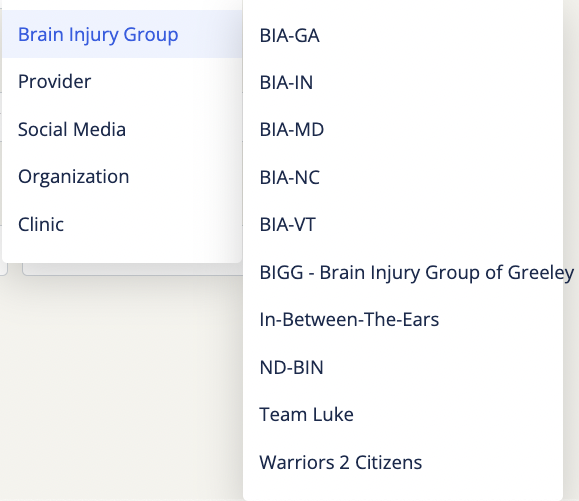 Brain Injury Group
Provider
Social Media
Organization
Clinic
BIA-GA
BIA-IN
BIA-MD
BIA-NC
BIA-VT
BIGG - Brain Injury Group of Greeley
In-Between-The-Ears
ND-BIN
Team Luke
Warriors 2 Citizens